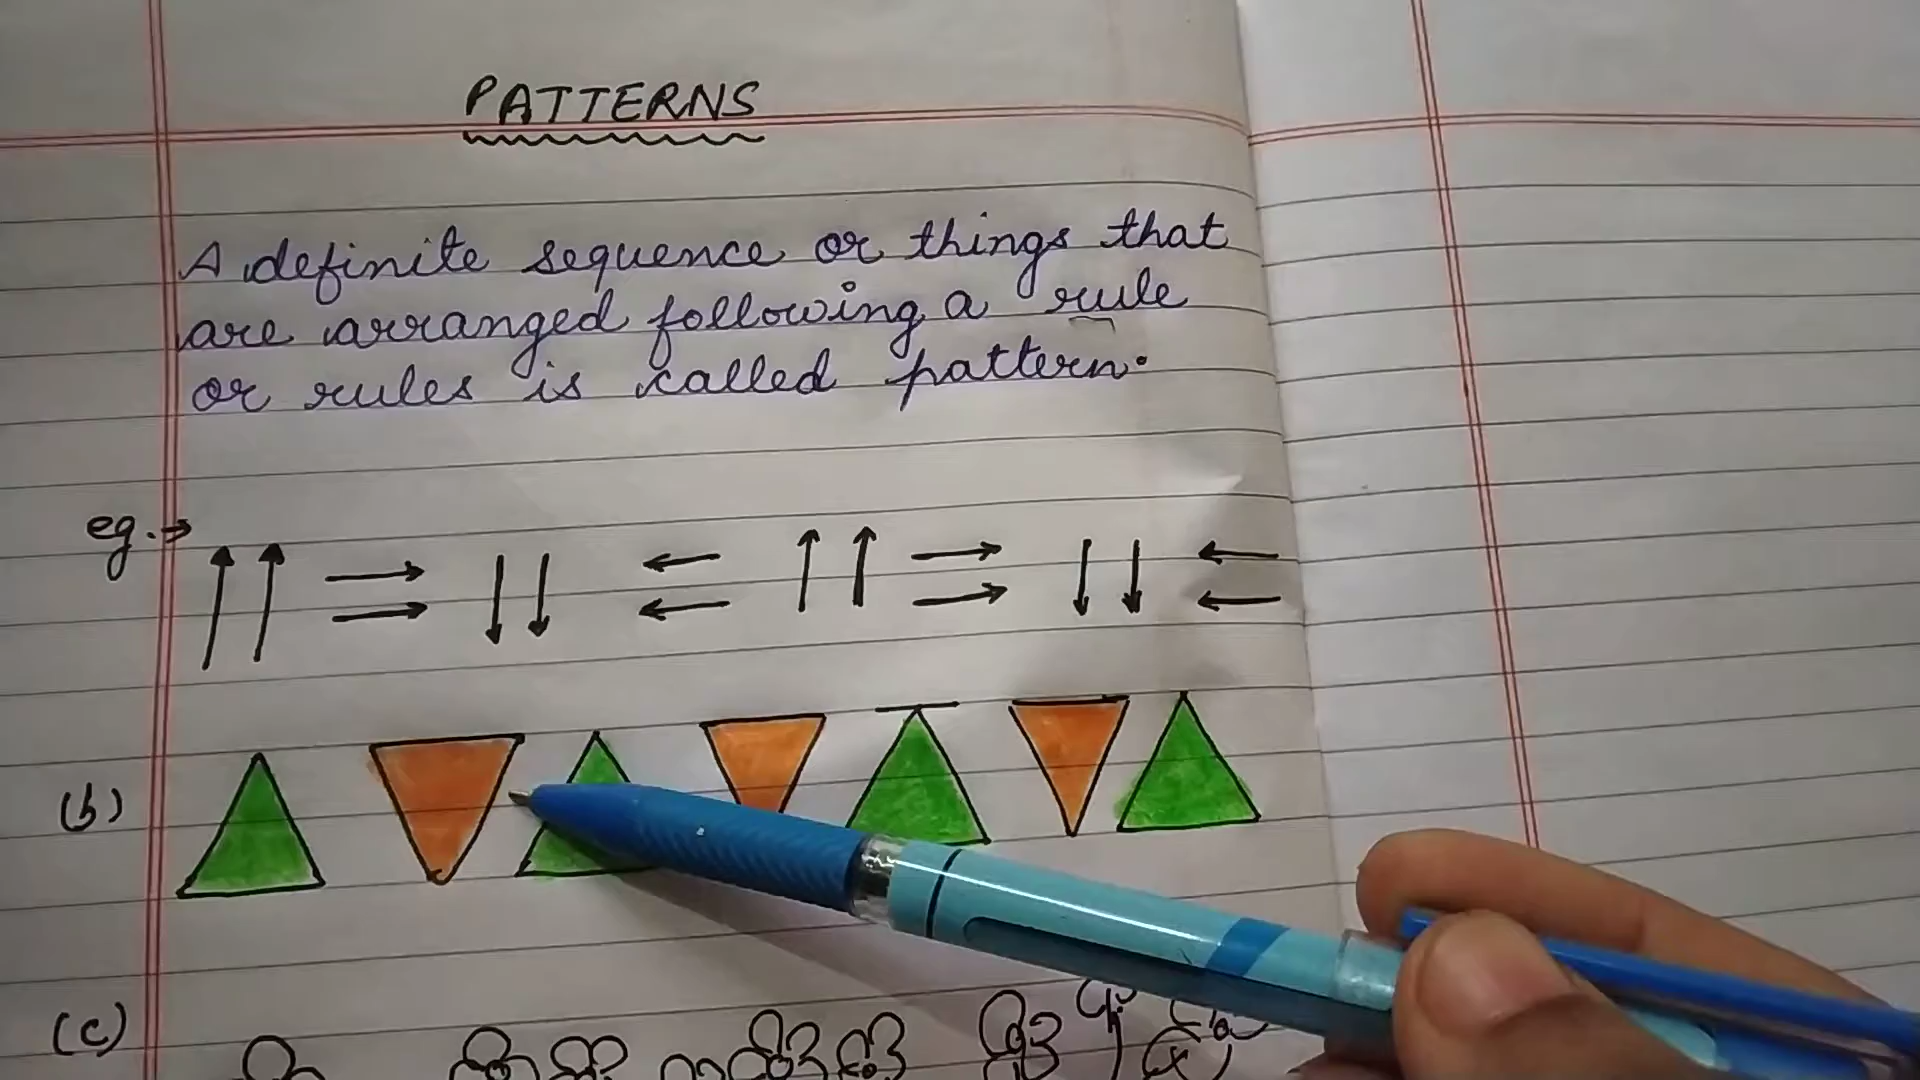 PATTERNS
A definite sequence or things that
are arranged following a rule
or rules is called pattern.
eg. →
(b)
(c)